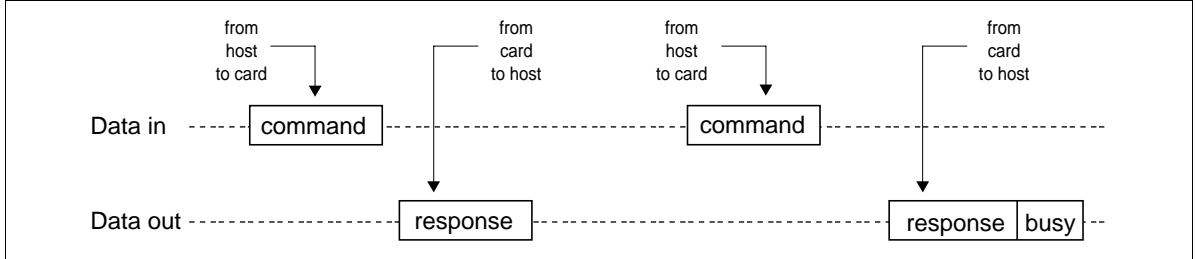 from
host
to card
from
card
to host
from
host
to card
from
card
to host
Data in
command
command
Data out
response
response
busy